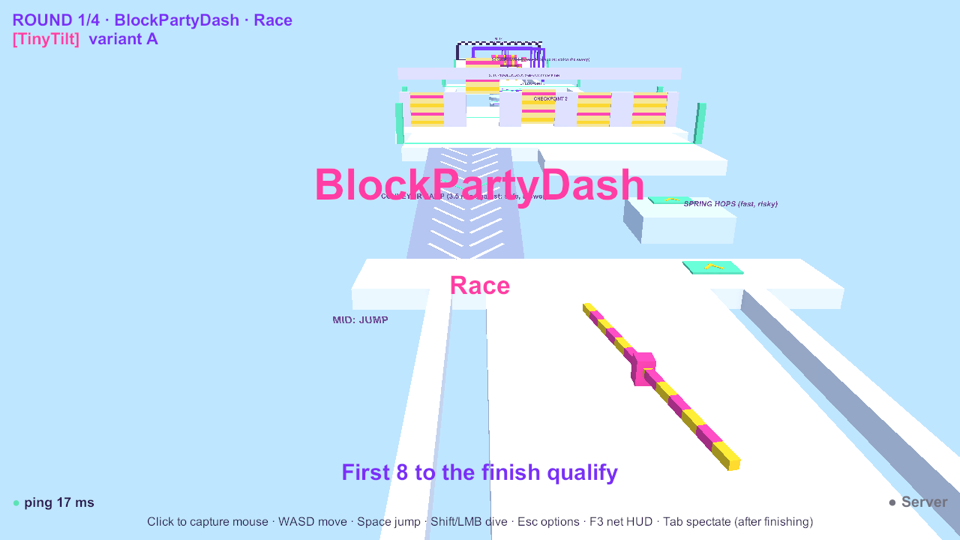 ROUND 1/4 · BlockPartyDash · Race
[TinyTilt] variant A
CHECKPOINT 2
BlockPartyDash
SPRING HOPS (fast, risky)
Race
MID: JUMP
First 8 to the finish qualify
● ping 17 ms
● Server
Click to capture mouse · WASD move · Space jump · Shift/LMB dive · Esc options · F3 net HUD · Tab spectate (after finishing)